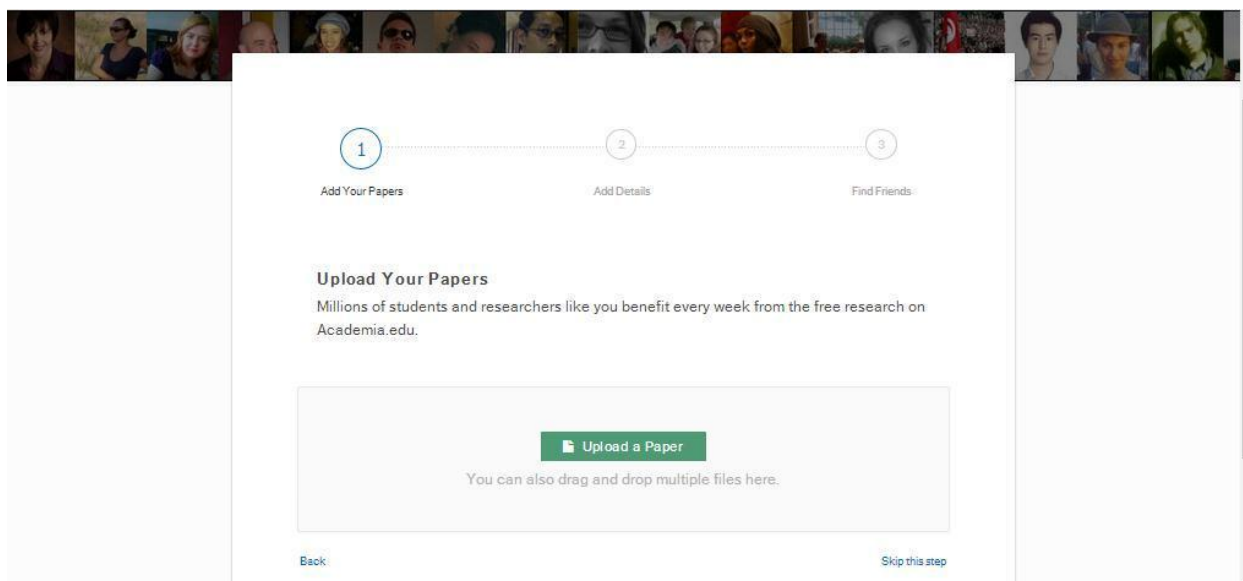 1
2
3
Add Your Papers
Add Details
Find Friends
Upload Your Papers
Millions of students and researchers like you benefit every week from the free research on
Academia.edu.
Upload a Paper
You can also drag and drop multiple files here.
Back
Skip this step